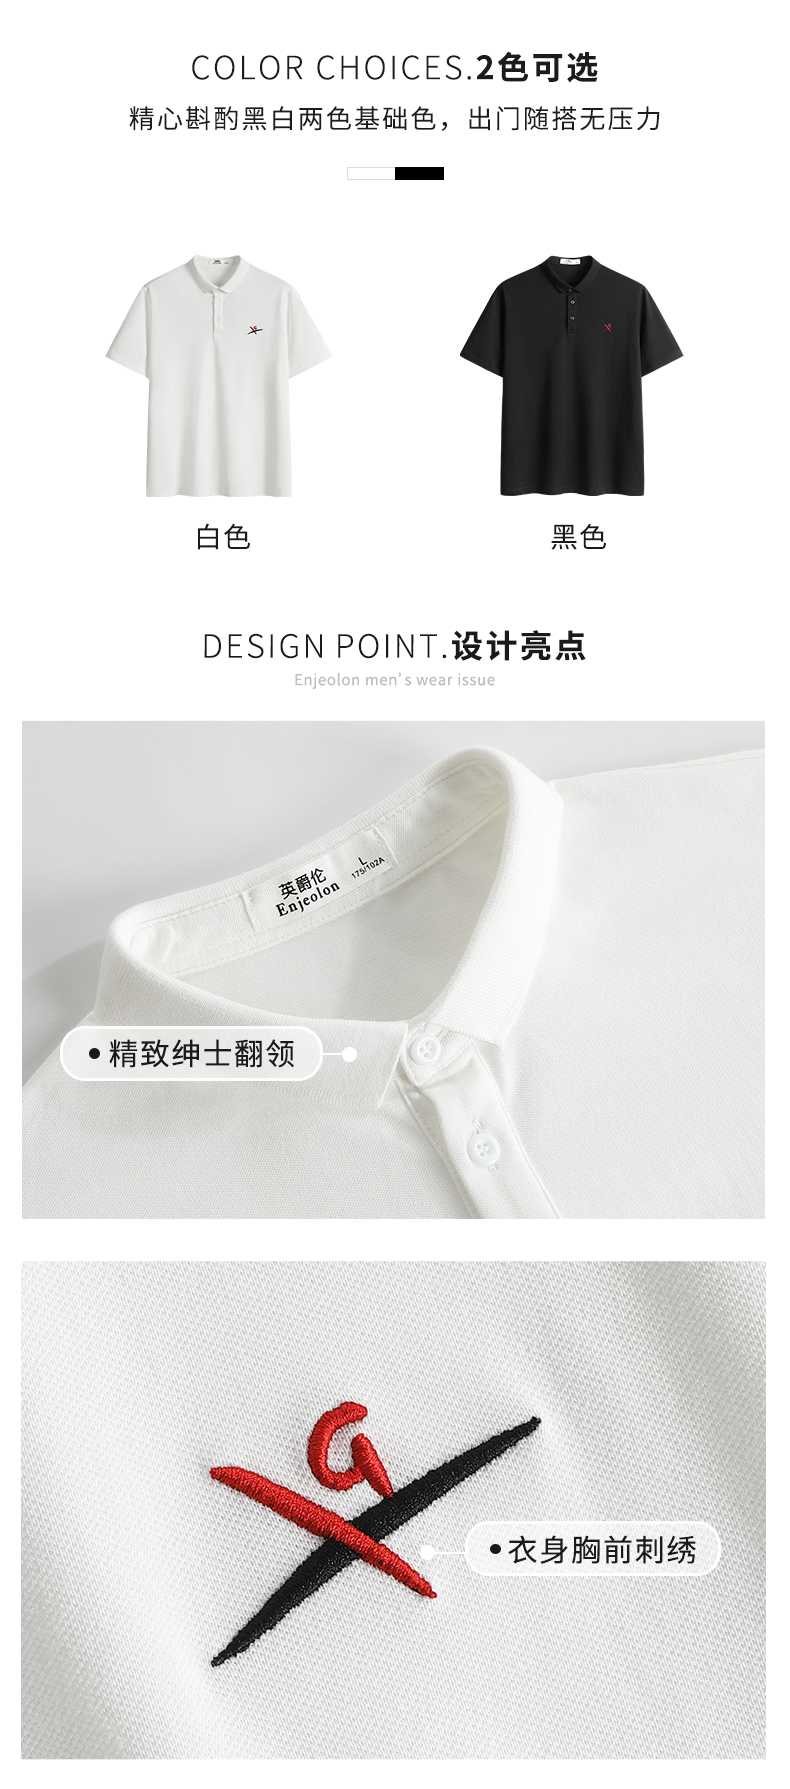 COLOR CHOICES.2色可选
精心斟酌黑白两色基础色，出门随搭无压力
白色
黑色
DESIGN POINT.设计亮点
Enjeolon men's wear issue
英爵伦
Enjeolon
L
175/102A
•精致绅士翻领
G
•衣身胸前刺绣